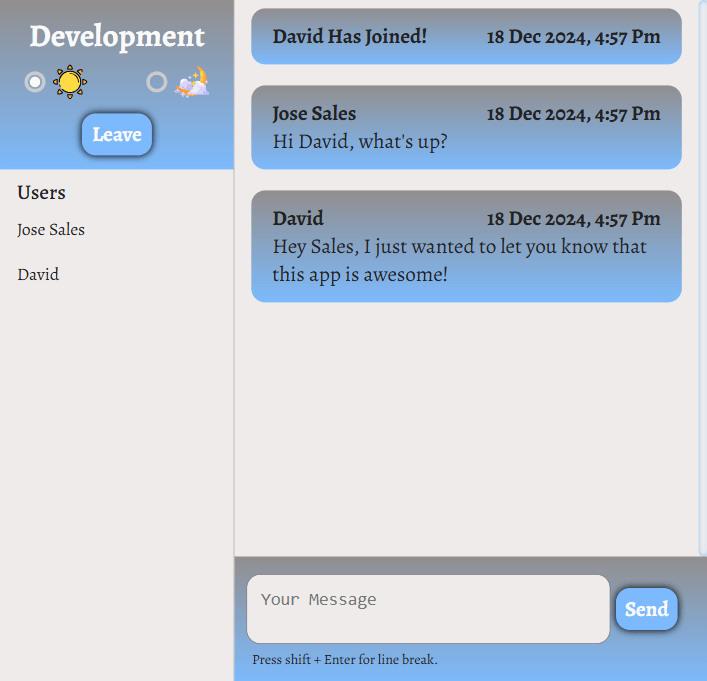 Development
Leave
Users
Jose Sales
David
David Has Joined! 18 Dec 2024, 4:57 Pm
Jose Sales 18 Dec 2024, 4:57 Pm
Hi David, what's up?
David 18 Dec 2024, 4:57 Pm
Hey Sales, I just wanted to let you know that
this app is awesome!
Your Message
Send
Press shift + Enter for line break.